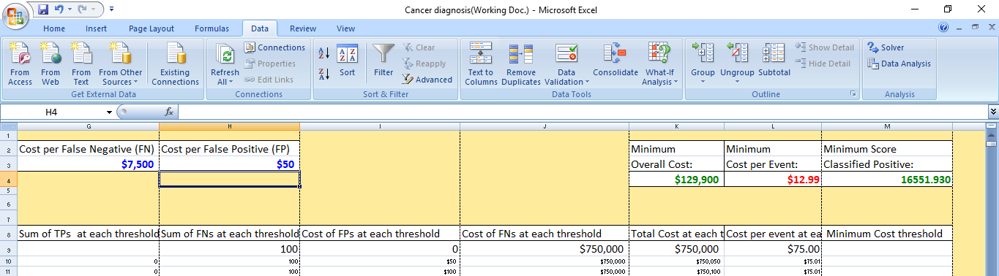 Cancer diagnosis(Working Doc.) - Microsoft Excel
Home Insert Page Layout Formulas Data Review View
From Access
From Web
From Text
From Other Sources
Existing Connections
Get External Data
Refresh All
Connections
Properties
Edit Links
Connections
Sort
Filter
Clear
Reapply
Advanced
Sort & Filter
Text to Columns
Remove Duplicates
Data Validation
Consolidate
What-If Analysis
Data Tools
Group
Ungroup
Subtotal
Show Detail
Hide Detail
Outline
Solver
Data Analysis
Analysis
H4 fx
G H I J K L M
1
2 Cost per False Negative (FN) Cost per False Positive (FP) Minimum Minimum Minimum Score
3 $7,500 $50 Overall Cost: Cost per Event: Classified Positive:
4 $129,900 $12.99 16551.930
5
6
7
8 Sum of TPs at each threshold Sum of FNs at each threshold Cost of FPs at each threshold Cost of FNs at each threshold Total Cost at each t Cost per event at ea Minimum Cost threshold
9 100 0 $750,000 $750,000 $75.00
10 0 100 $50 $750,000 $750,050 $75.01
11 0 100 $100 $750,000 $750,100 $75.01